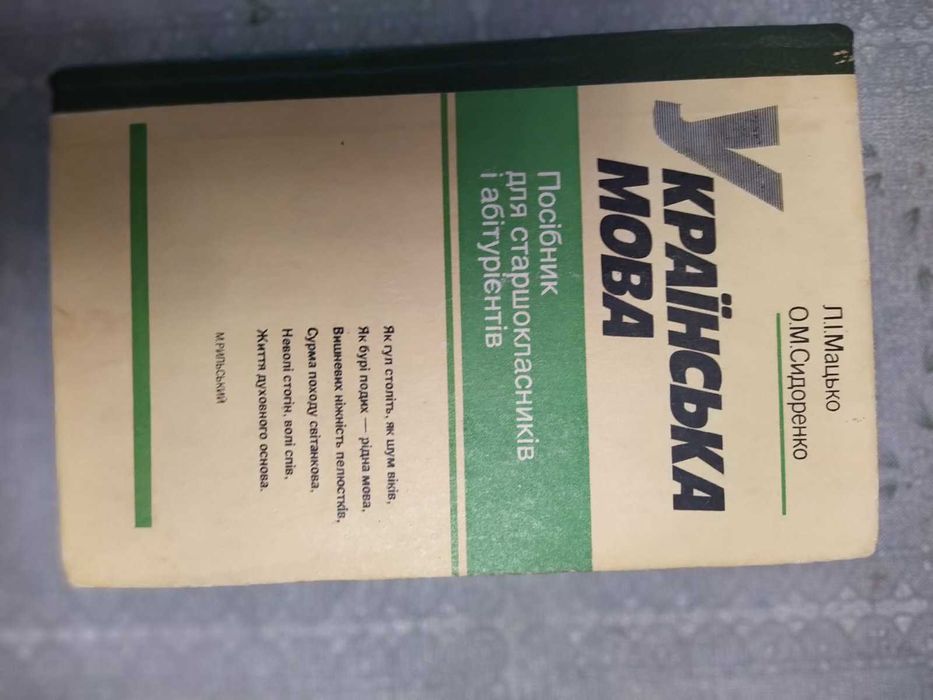 Л.І.Мацько
О.М.Сидоренко
УКРАЇНСЬКА
МОВА
Посібник
для старшокласників
і абітурієнтів
Як гул століть, як шум віків,
Як бурі подих — рідна мова,
Вишневих ніжність пелюстків,
Сурма походу світанкова,
Неволі стогін, волі спів,
Життя духовного основа.
М.РИЛЬСЬКИЙ